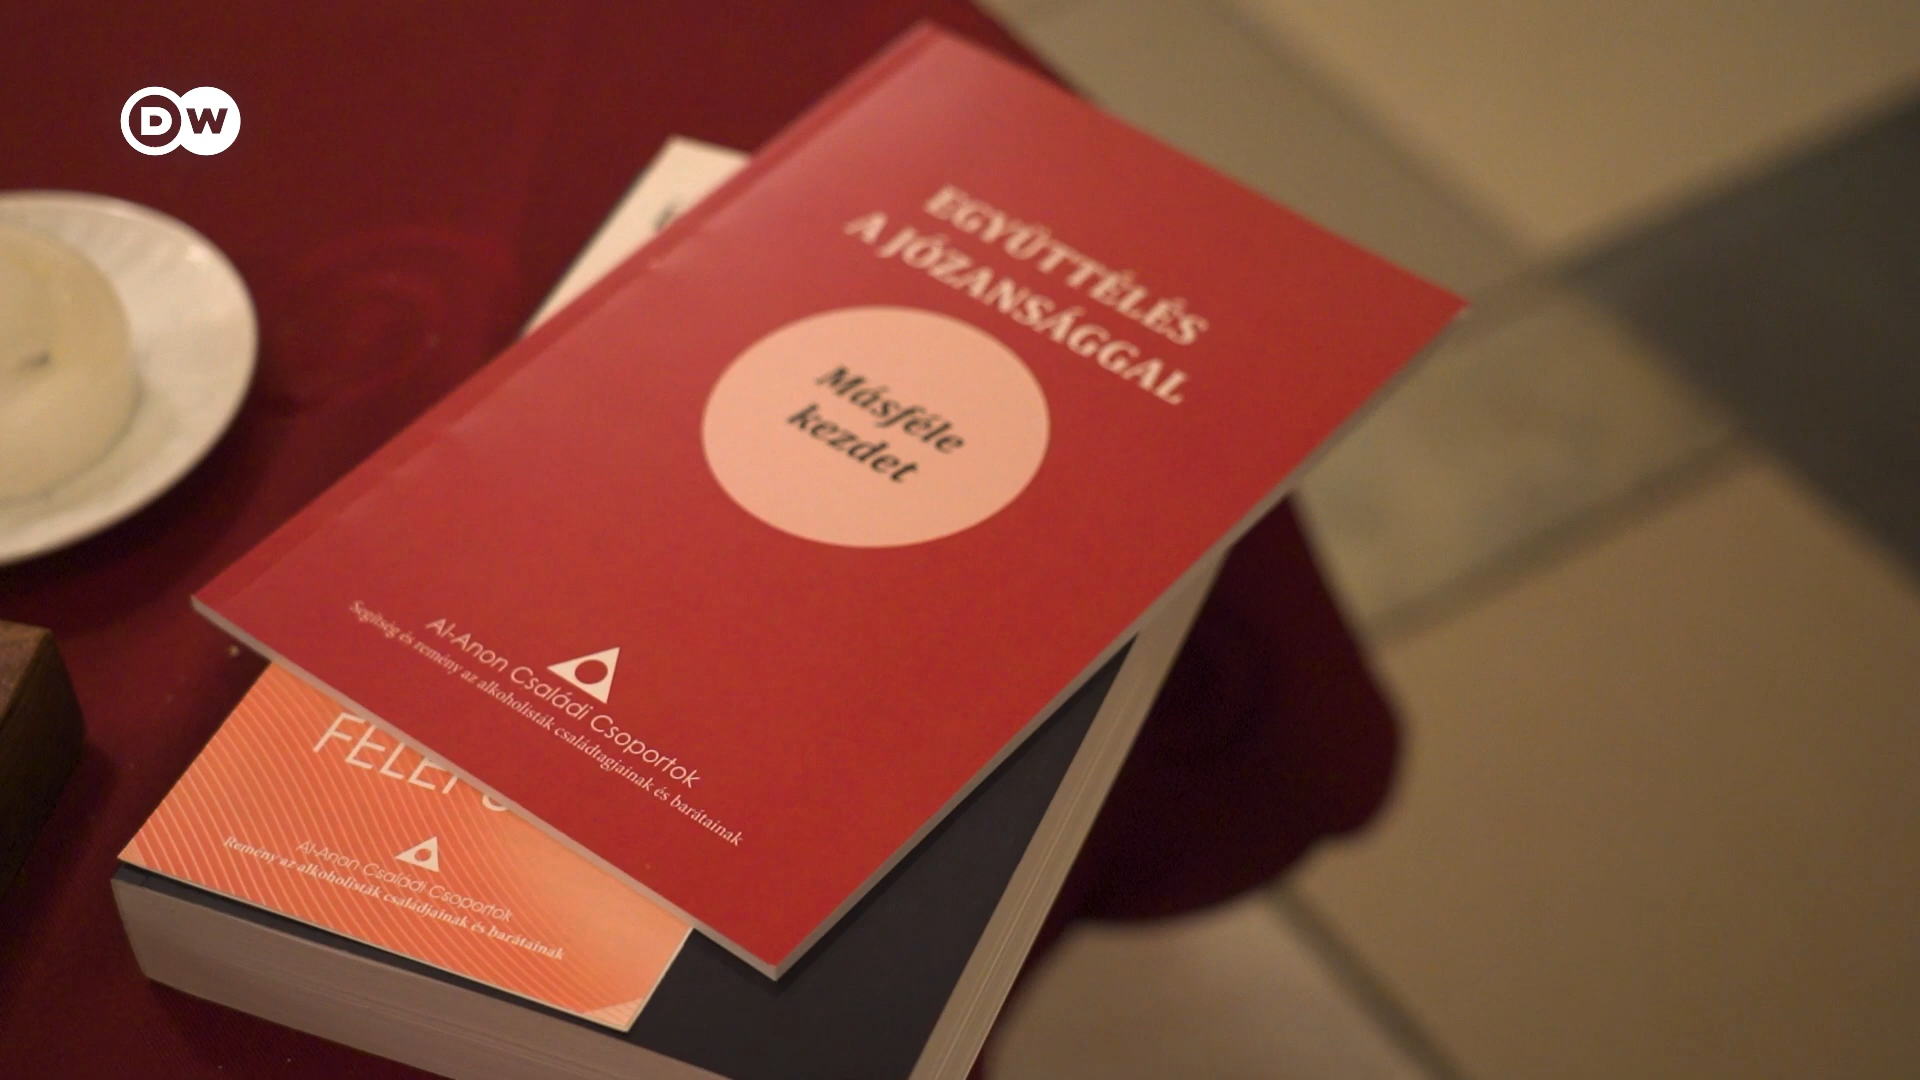 DW
EGYÜTTÉLÉS
A JÓZANSÁGGAL
Másféle
kezdet
Al-Anon Családi Csoportok
Segítség és remény az alkoholisták családtagjainak és barátainak
Al-Anon Családi Csoportok
Remény az alkoholisták családjainak és barátainak